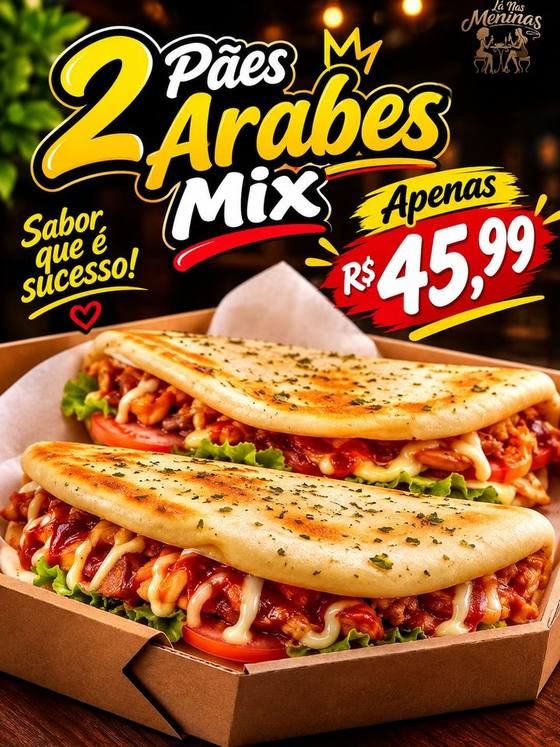 Lá Nas
Meninas
2 Pães
Arabes
Mix
Apenas
R$ 45,99
Sabor
que é
sucesso!